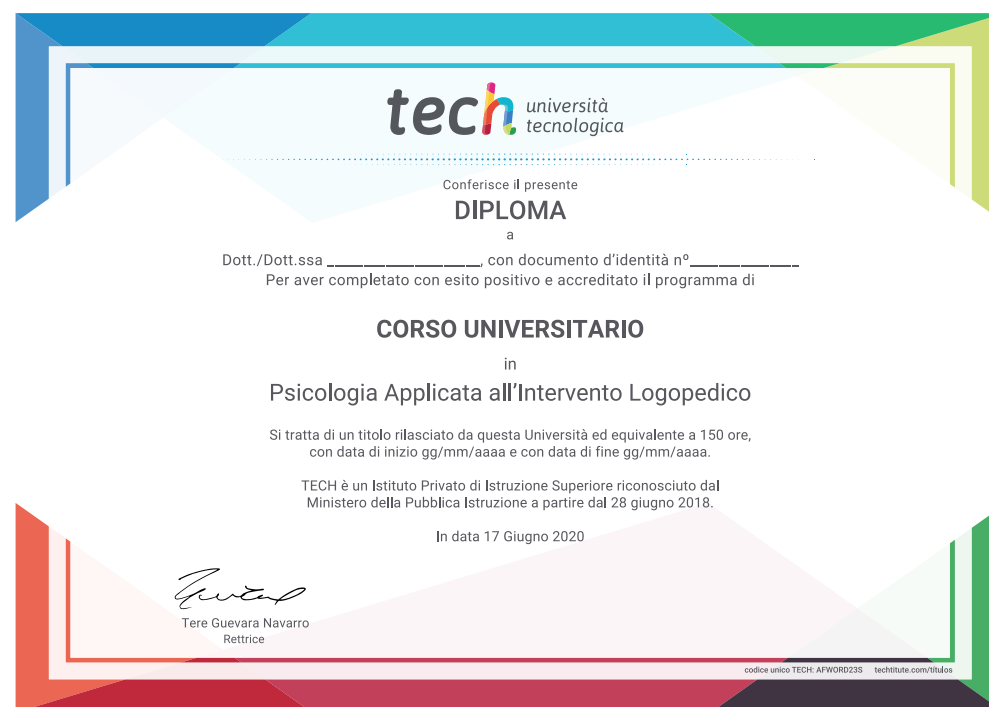 tech università
tecnologica
Conferisce il presente
DIPLOMA
a
Dott./Dott.ssa ____________________, con documento d'identità nº______________
Per aver completato con esito positivo e accreditato il programma di
CORSO UNIVERSITARIO
in
Psicologia Applicata all'Intervento Logopedico
Si tratta di un titolo rilasciato da questa Università ed equivalente a 150 ore,
con data di inizio gg/mm/aaaa e con data di fine gg/mm/aaaa.
TECH è un Istituto Privato di Istruzione Superiore riconosciuto dal
Ministero della Pubblica Istruzione a partire dal 28 giugno 2018.
In data 17 Giugno 2020
Tere Guevara Navarro
Rettrice
codice unico TECH: AFWORD23S techtitute.com/titulos